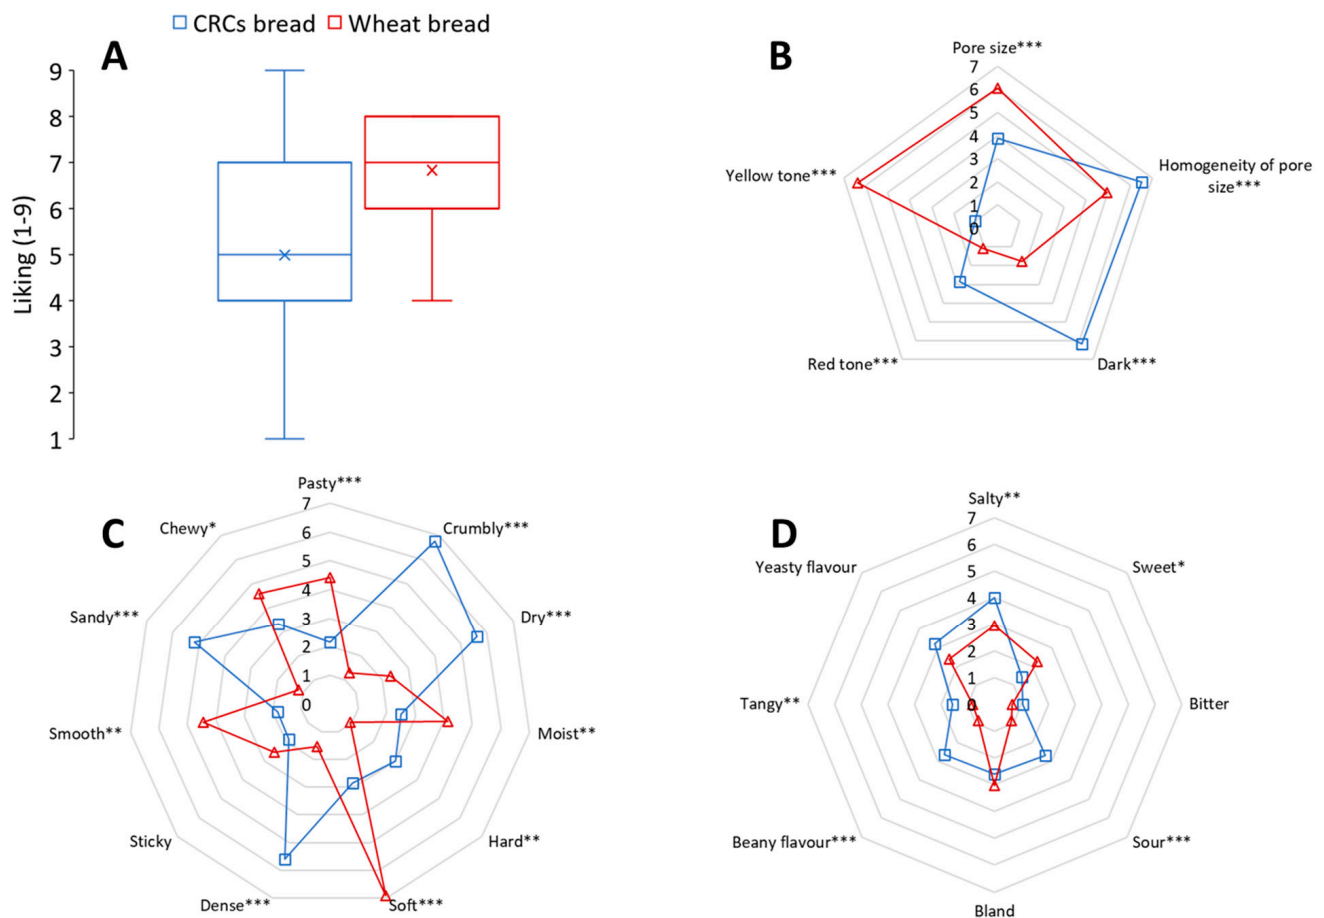 CRCs bread Wheat bread
A
Liking (1-9)
9
8
7
6
5
4
3
2
1
B
Pore size***
7
6
5
4
3
2
1
0
Homogeneity of pore
size***
Dark***
Red tone***
Yellow tone***
C
Pasty***
7
6
5
4
3
2
1
0
Crumbly***
Dry***
Moist**
Hard**
Soft***
Dense***
Sticky
Smooth**
Sandy***
Chewy*
D
Salty**
7
6
5
4
3
2
1
0
Sweet*
Bitter
Sour***
Bland
Beany flavour***
Tangy**
Yeasty flavour